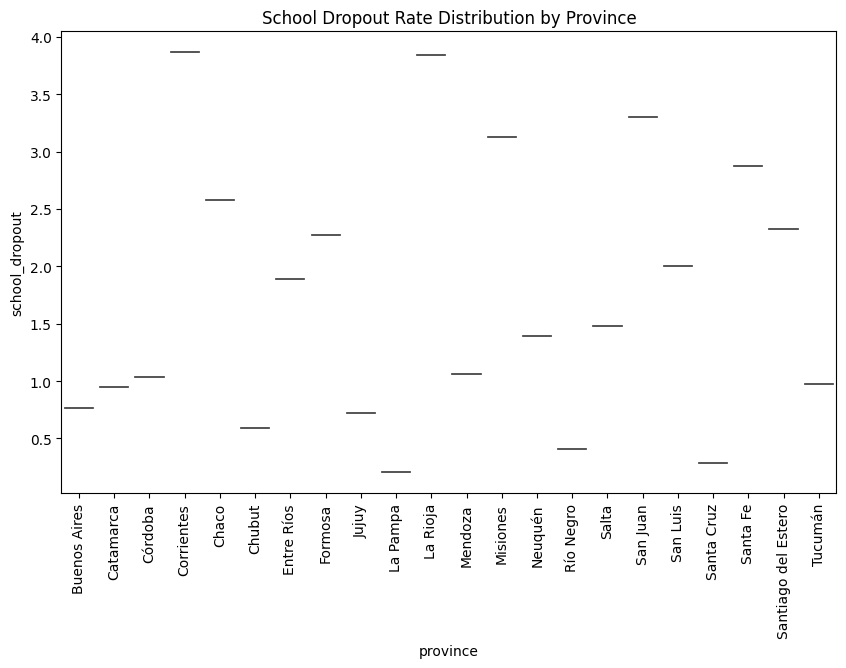 School Dropout Rate Distribution by Province
4.0
3.5
3.0
2.5
2.0
1.5
1.0
0.5
school_dropout
Buenos Aires
Catamarca
Córdoba
Corrientes
Chaco
Chubut
Entre Ríos
Formosa
Jujuy
La Pampa
La Rioja
Mendoza
Misiones
Neuquén
Río Negro
Salta
San Juan
San Luis
Santa Cruz
Santa Fe
Santiago del Estero
Tucumán
province